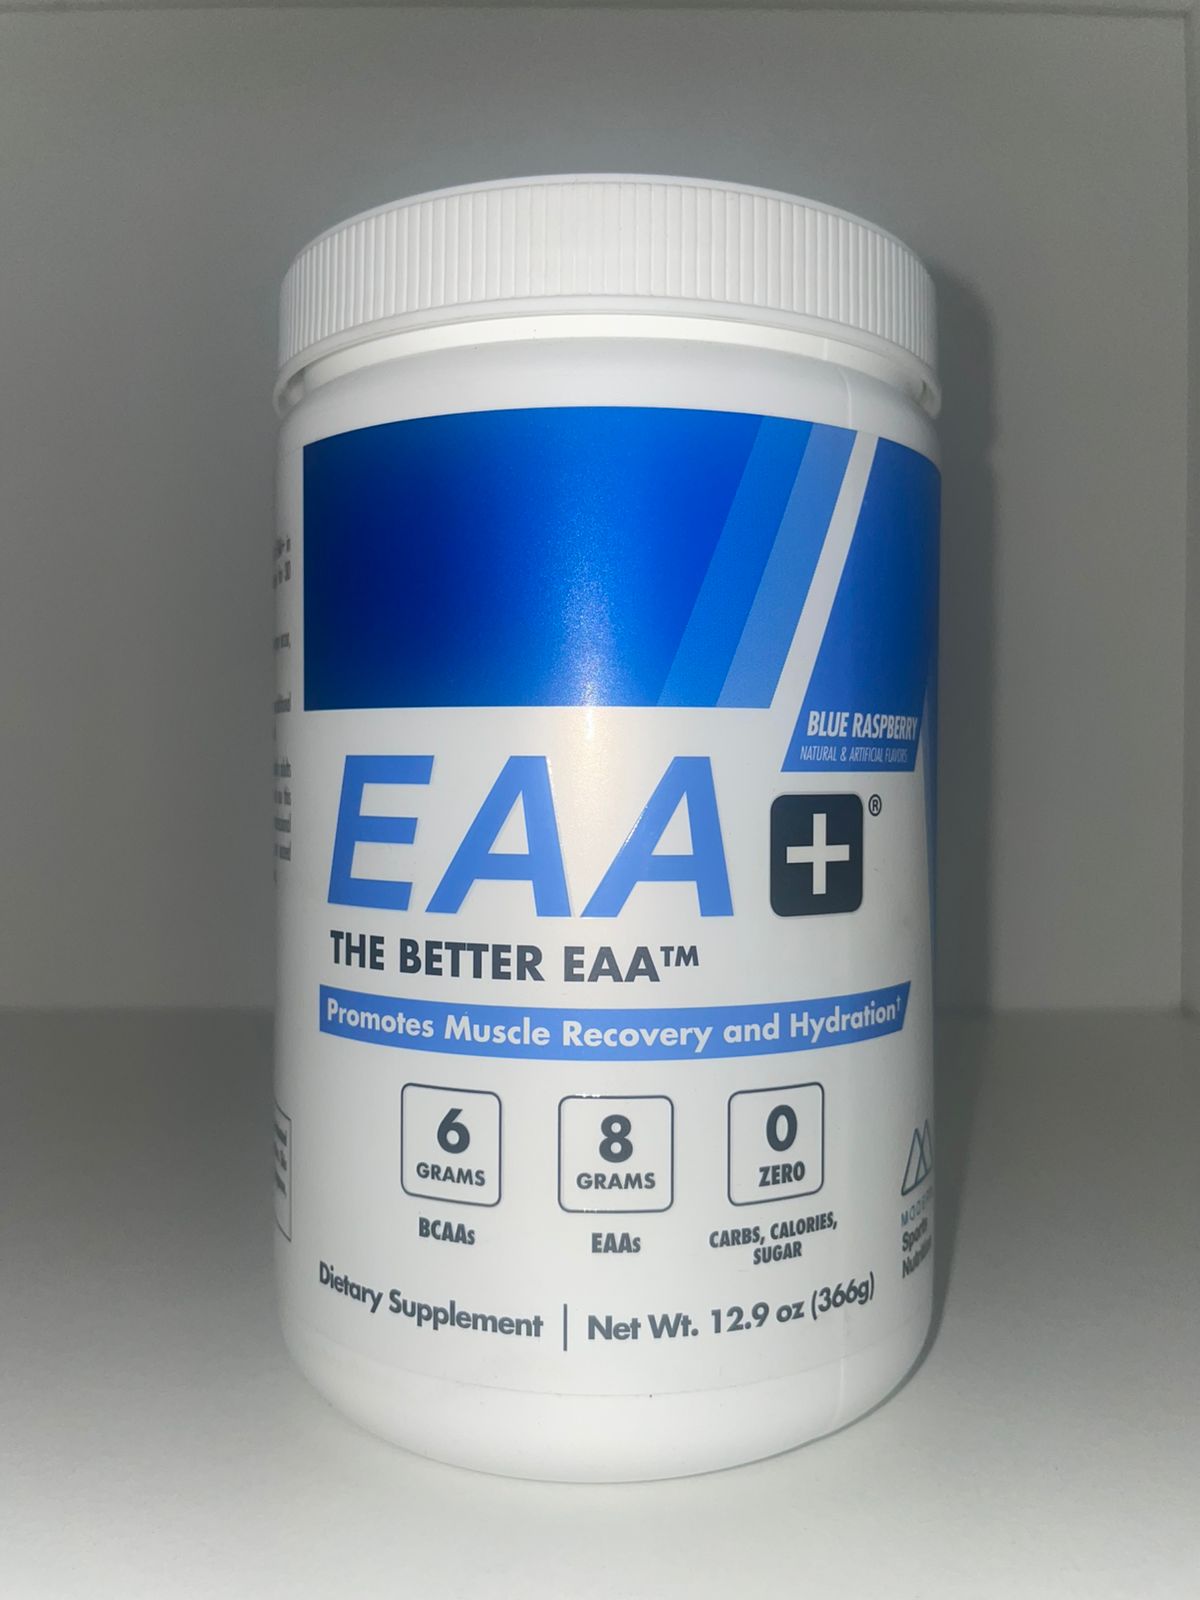 BLUE RASPBERRY
NATURAL & ARTIFICIAL FLAVORS
EAA+®
THE BETTER EAA™
Promotes Muscle Recovery and Hydration†
6
GRAMS
BCAAs
8
GRAMS
EAAs
0
ZERO
CARBS, CALORIES,
SUGAR
Sports
Dietary Supplement | Net Wt. 12.9 oz (366g)